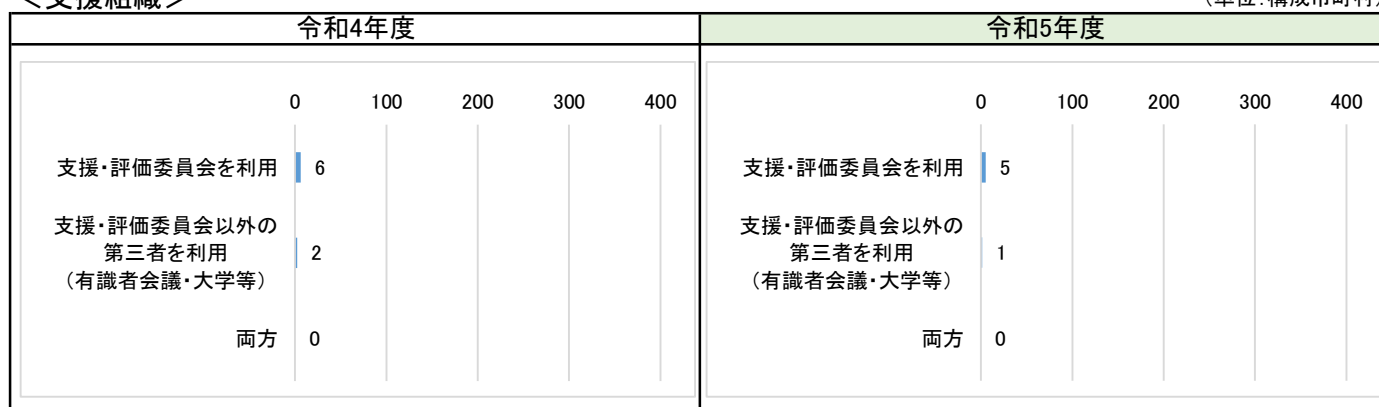 ＜支援組織＞
（単位：構成市町村）
令和4年度
0 100 200 300 400
支援・評価委員会を利用 6
支援・評価委員会以外の
第三者を利用 2
（有識者会議・大学等）
両方 0
令和5年度
0 100 200 300 400
支援・評価委員会を利用 5
支援・評価委員会以外の
第三者を利用 1
（有識者会議・大学等）
両方 0